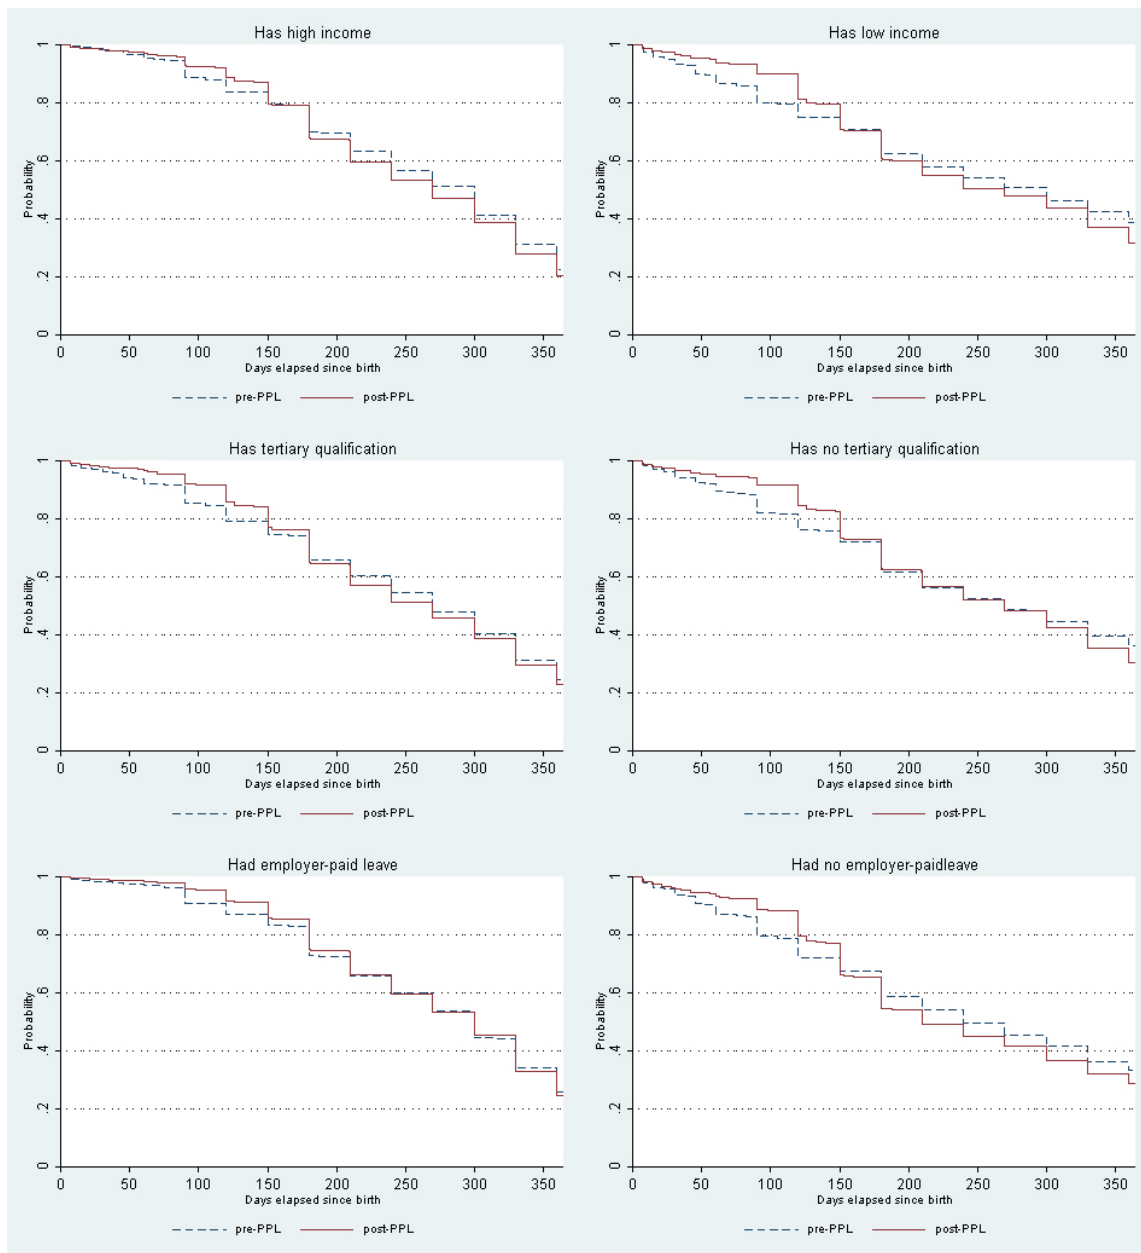 Has high income
Probability
0 .2 .4 .6 .8 1
0 50 100 150 200 250 300 350
Days elapsed since birth
pre-PPL post-PPL
Has low income
Probability
0 .2 .4 .6 .8 1
0 50 100 150 200 250 300 350
Days elapsed since birth
pre-PPL post-PPL
Has tertiary qualification
Probability
0 .2 .4 .6 .8 1
0 50 100 150 200 250 300 350
Days elapsed since birth
pre-PPL post-PPL
Has no tertiary qualification
Probability
0 .2 .4 .6 .8 1
0 50 100 150 200 250 300 350
Days elapsed since birth
pre-PPL post-PPL
Had employer-paid leave
Probability
0 .2 .4 .6 .8 1
0 50 100 150 200 250 300 350
Days elapsed since birth
pre-PPL post-PPL
Had no employer-paidleave
Probability
0 .2 .4 .6 .8 1
0 50 100 150 200 250 300 350
Days elapsed since birth
pre-PPL post-PPL